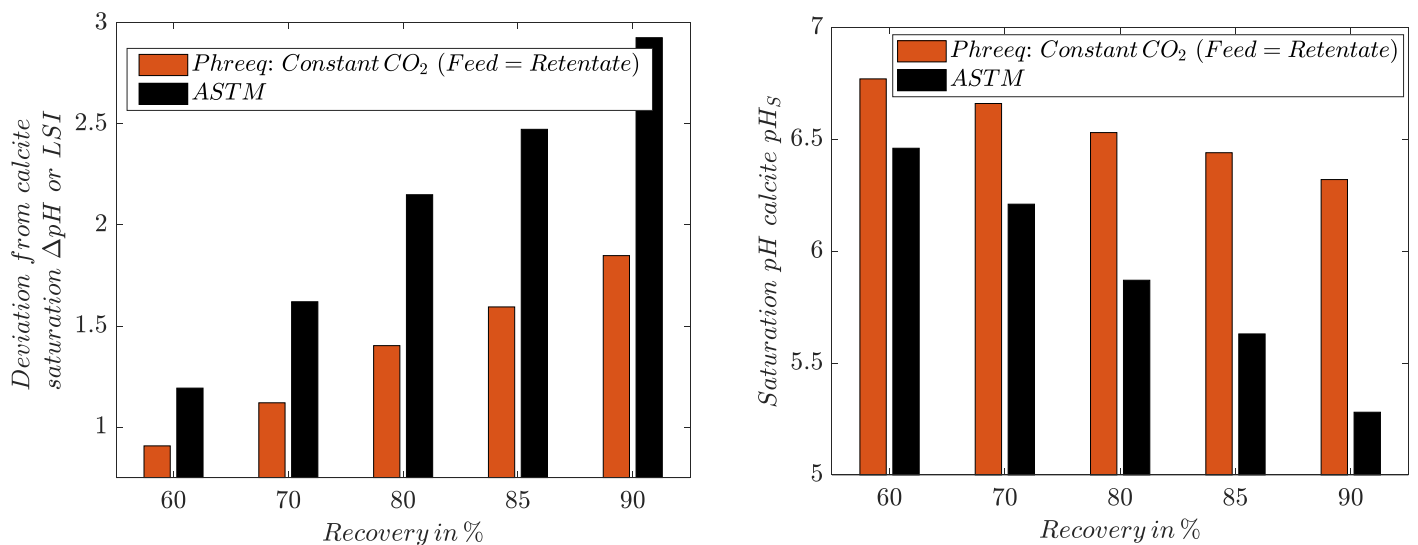 3
2.5
2
1.5
1
Deviation from calcite
saturation ΔpH or LSI
Phreeq: Constant CO₂ (Feed = Retentate)
ASTM
60 70 80 85 90
Recovery in %
7
6.5
6
5.5
5
Saturation pH calcite pH_S
Phreeq: Constant CO₂ (Feed = Retentate)
ASTM
60 70 80 85 90
Recovery in %